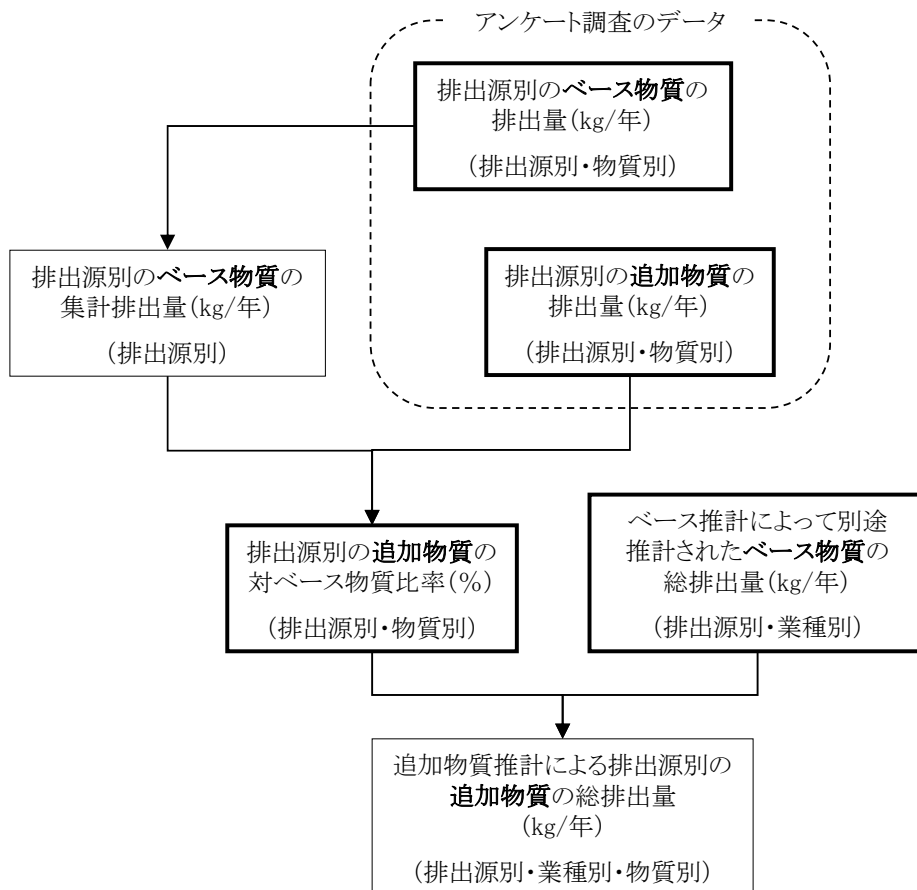 アンケート調査のデータ
排出源別のベース物質の
排出量(kg/年)
(排出源別・物質別)
排出源別のベース物質の
集計排出量(kg/年)
(排出源別)
排出源別の追加物質の
排出量(kg/年)
(排出源別・物質別)
排出源別の追加物質の
対ベース物質比率(%)
(排出源別・物質別)
ベース推計によって別途
推計されたベース物質の
総排出量(kg/年)
(排出源別・業種別)
追加物質推計による排出源別の
追加物質の総排出量
(kg/年)
(排出源別・業種別・物質別)